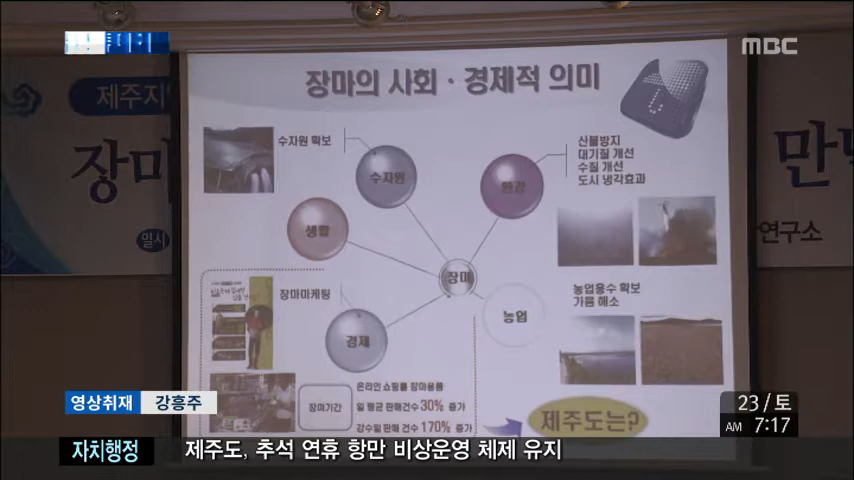 MBC
장마의 사회 · 경제적 의미
제주지
장마
만
일시
연구소
수자원 확보
수자원
환경
산불방지
대기질 개선
수질 개선
도시 냉각효과
생활
장마
장마마케팅
경제
농업
농업용수 확보
가뭄 해소
장마기간
온라인 쇼핑몰 장마용품
일 평균 판매건수 30% 증가
강수일 판매 건수 170% 증가
제주도는?
영상취재 강흥주
23 / 토
AM 7:17
자치행정 제주도, 추석 연휴 항만 비상운영 체제 유지